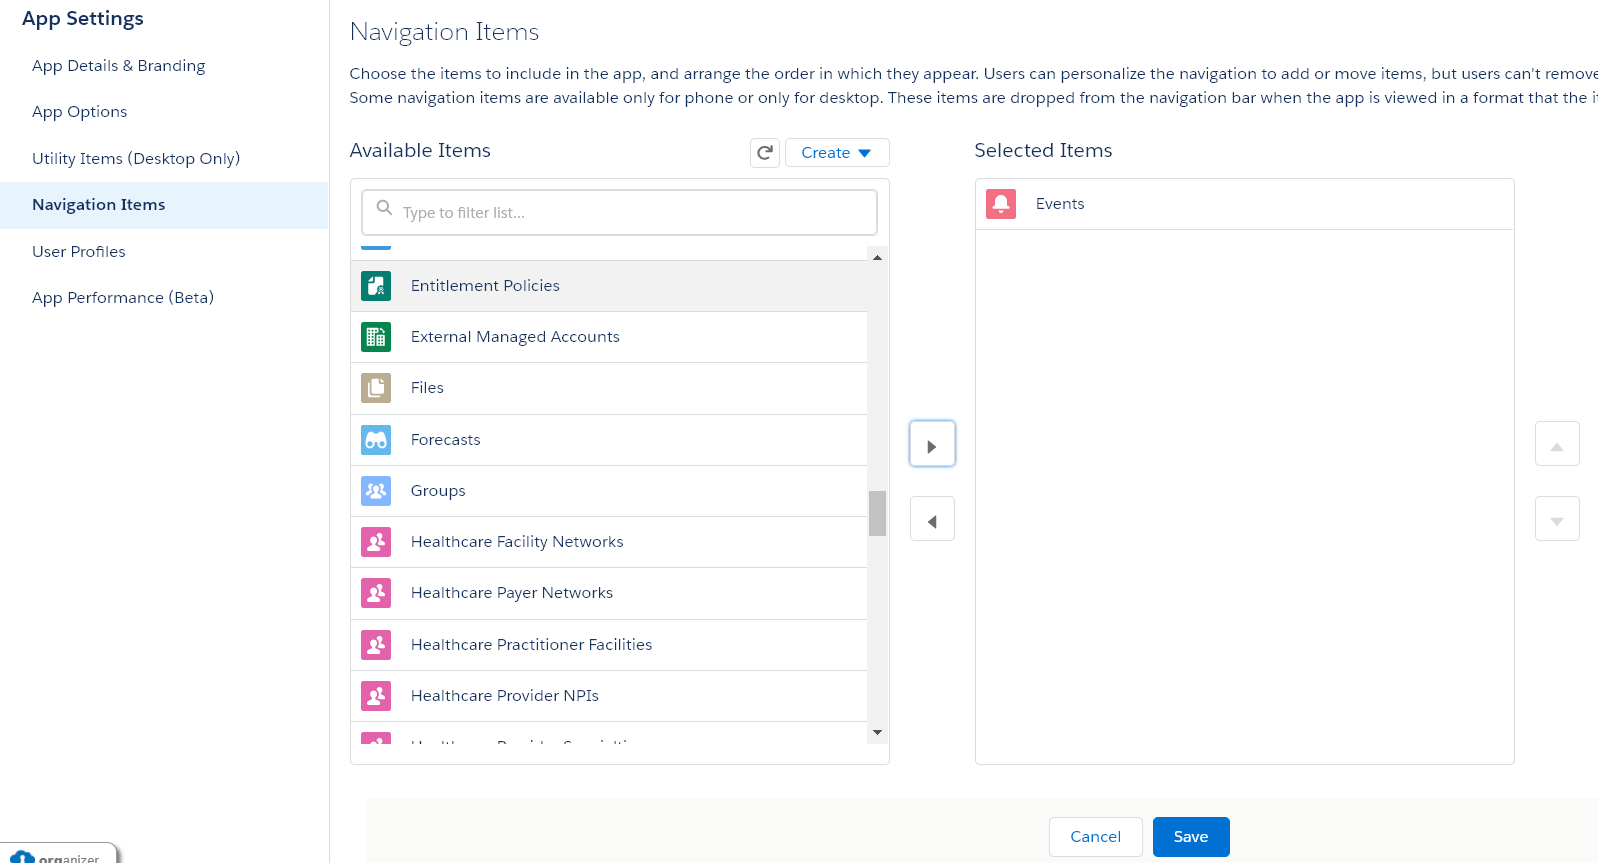 App Settings
App Details & Branding
App Options
Utility Items (Desktop Only)
Navigation Items
User Profiles
App Performance (Beta)
Navigation Items
Choose the items to include in the app, and arrange the order in which they appear. Users can personalize the navigation to add or move items, but users can't remove
Some navigation items are available only for phone or only for desktop. These items are dropped from the navigation bar when the app is viewed in a format that the
Available Items
Create
Type to filter list...
Entitlement Policies
External Managed Accounts
Files
Forecasts
Groups
Healthcare Facility Networks
Healthcare Payer Networks
Healthcare Practitioner Facilities
Healthcare Provider NPIs
Selected Items
Events
Cancel
Save
organizer